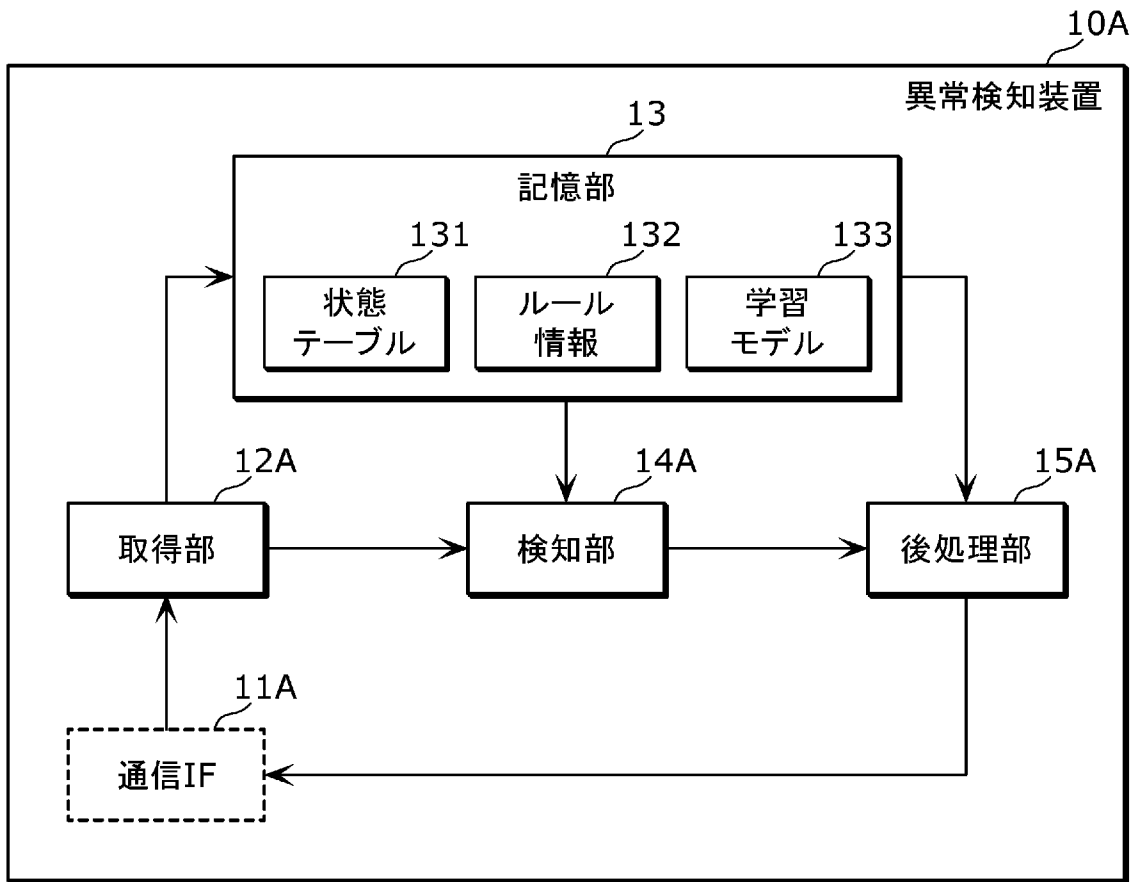 10A
異常検知装置
13
記憶部
131
132
133
状態
テーブル
ルール
情報
学習
モデル
12A
14A
15A
取得部
検知部
後処理部
11A
通信IF